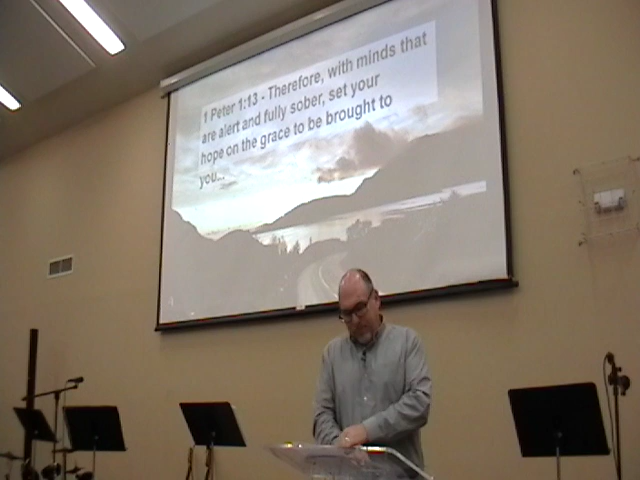 1 Peter 1:13 - Therefore, with minds that
are alert and fully sober, set your
hope on the grace to be brought to
you...